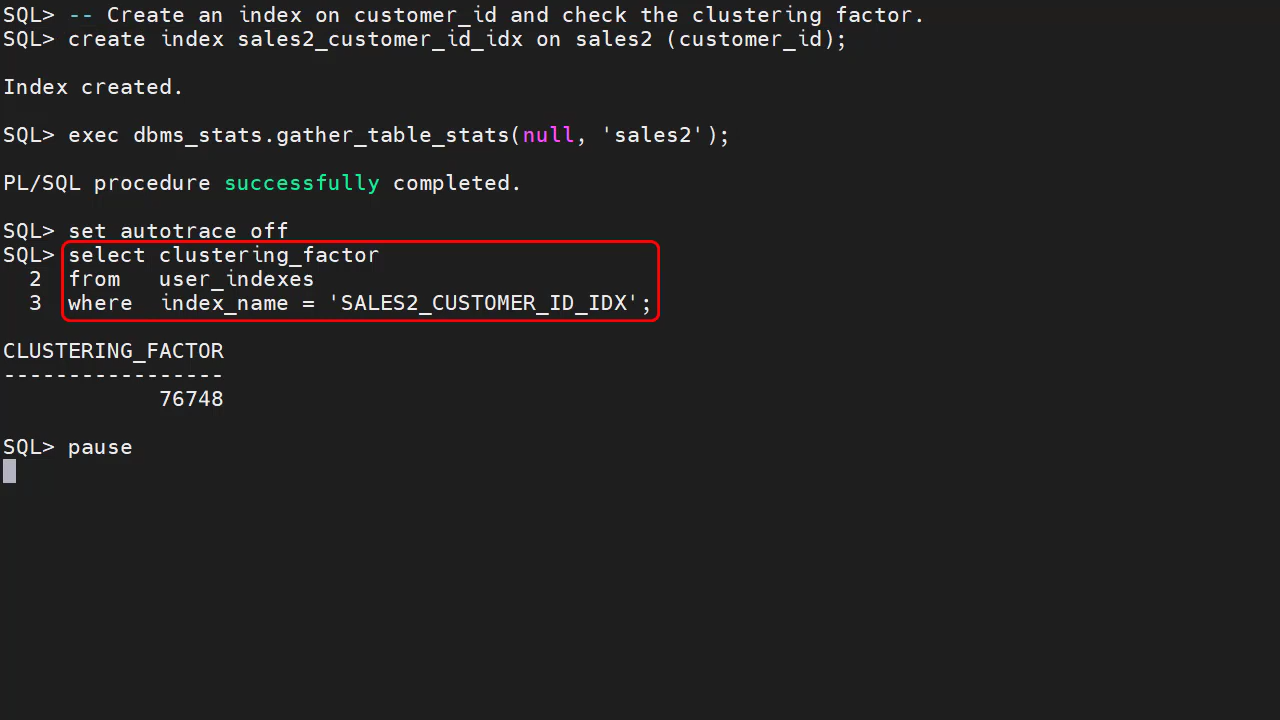 SQL> -- Create an index on customer_id and check the clustering factor.
SQL> create index sales2_customer_id_idx on sales2 (customer_id);
Index created.
SQL> exec dbms_stats.gather_table_stats(null, 'sales2');
PL/SQL procedure successfully completed.
SQL> set autotrace off
SQL> select clustering_factor
  2  from   user_indexes
  3  where  index_name = 'SALES2_CUSTOMER_ID_IDX';
CLUSTERING_FACTOR
-----------------
            76748
SQL> pause